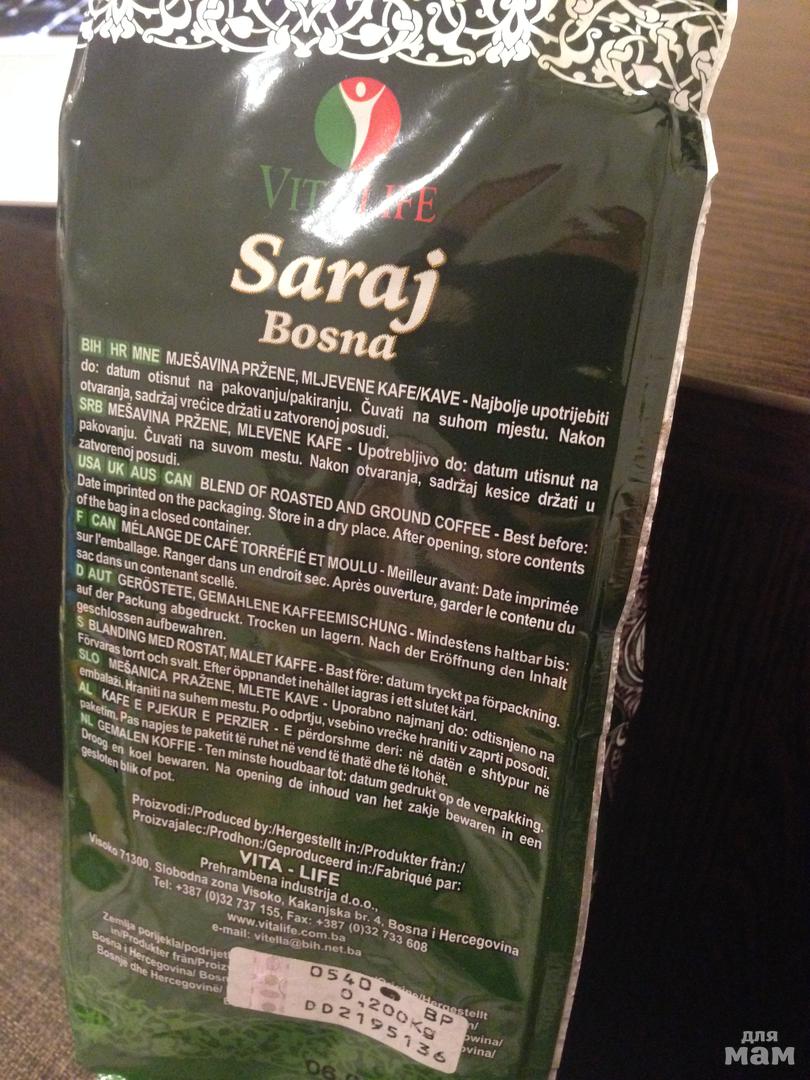 VITALIFE
Saraj
Bosna
BIH HR MNE MJEŠAVINA PRŽENE, MLJEVENE KAFE/KAVE - Najbolje upotrijebiti
do: datum otisnut na pakovanju/pakiranju. Čuvati na suhom mjestu. Nakon
otvaranja, sadržaj vrećice držati u zatvorenoj posudi.
SRB MEŠAVINA PRŽENE, MLEVENE KAFE - Upotrebljivo do: datum utisnut na
pakovanju. Čuvati na suvom mestu. Nakon otvaranja, sadržaj kesice držati u
zatvorenoj posudi.
USA UK AUS CAN BLEND OF ROASTED AND GROUND COFFEE - Best before:
Date imprinted on the packaging. Store in a dry place. After opening, store contents
of the bag in a closed container.
F CAN MÉLANGE DE CAFÉ TORRÉFIÉ ET MOULU - Meilleur avant: Date imprimée
sur l'emballage. Ranger dans un endroit sec. Après ouverture, garder le contenu du
sac dans un contenant scellé.
D AUT GERÖSTETE, GEMAHLENE KAFFEEMISCHUNG - Mindestens haltbar bis:
auf der Packung abgedruckt. Trocken un lagern. Nach der Eröffnung den Inhalt
geschlossen aufbewahren.
S BLANDING MED ROSTAT, MALET KAFFE - Bast före: datum tryckt pa förpackning.
Förvaras torrt och svalt. Efter öppnandet inehållet iagras i ett slutet kärl.
SLO MEŠANICA PRAŽENE, MLETE KAVE - Uporabno najmanj do: odtisnjeno na
embalaži. Hraniti na suhem mestu. Po odprtju, vsebino vrečke hraniti v zaprti posodi.
AL KAFE E PJEKUR E PERZIER - E përdorshme deri: në datën e shtypur në
paketim. Pas napjes te paketit të ruhet në vend të thatë dhe të ltohët.
NL GEMALEN KOFFIE - Ten minste houdbaar tot: datum gedrukt op de verpakking.
Droog en koel bewaren. Na opening de inhoud van het zakje bewaren in een
gesloten blik of pot.
Proizvodi:/Produced by:/Hergestellt in:/Produkter från:/
Proizvajalec:/Prodhon:/Geproduceerd in:/Fabriqué par:
VITA - LIFE
Prehrambena industrija d.o.o.,
Visoko 71300, Slobodna zona Visoko, Kakanjska br. 4, Bosna i Hercegovina
Tel: +387 (0)32 737 155, Fax: +387 (0)32 733 608
www.vitalife.com.ba
e-mail: vitella@bih.net.ba
Zemlja porijekla/podrijet
in/Produkter från/Proiz
Bosna i Hercegovina/ Bosn
Bosnje dhe Hercegovinë/
0540 BP
0,200Kg
DD2195136
для
мам